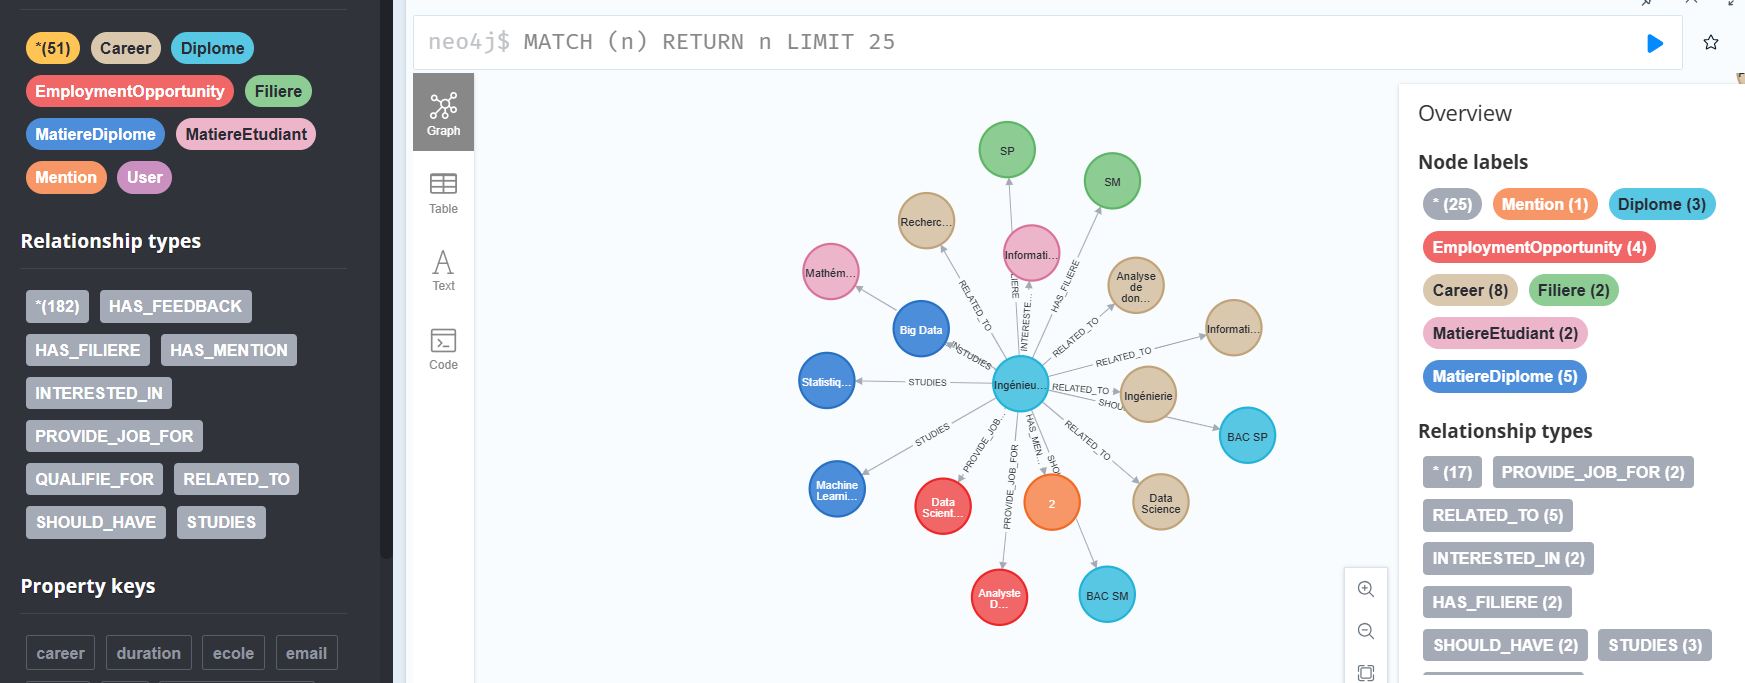 *(51) Career Diplome
EmploymentOpportunity Filiere
MatiereDiplome MatiereEtudiant
Mention User
Relationship types
*(182) HAS_FEEDBACK
HAS_FILIERE HAS_MENTION
INTERESTED_IN
PROVIDE_JOB_FOR
QUALIFIE_FOR RELATED_TO
SHOULD_HAVE STUDIES
Property keys
career duration ecole email
neo4j$ MATCH (n) RETURN n LIMIT 25
Graph
Table
Text
Code
SP
SM
Recherc...
Informati...
Mathém...
Analyse
de
don...
Informati...
Big Data
Statistiq...
Ingénieu...
Ingénierie
BAC SP
Machine
Learni...
Data
Scient...
2
Data
Science
Analyste
D...
BAC SM
RELATED_TO
LIERE
INTERESTE...
HAS_FILIERE
RELATED_TO
RELATED_TO
RELATED_TO
SHOU
STUDIES
STUDIES
STUDIES
PROVIDE_JOB...
PROVIDE_JOB_FOR
HAS_MEN...
SHO
RELATED_TO
Overview
Node labels
* (25) Mention (1) Diplome (3)
EmploymentOpportunity (4)
Career (8) Filiere (2)
MatiereEtudiant (2)
MatiereDiplome (5)
Relationship types
* (17) PROVIDE_JOB_FOR (2)
RELATED_TO (5)
INTERESTED_IN (2)
HAS_FILIERE (2)
SHOULD_HAVE (2) STUDIES (3)